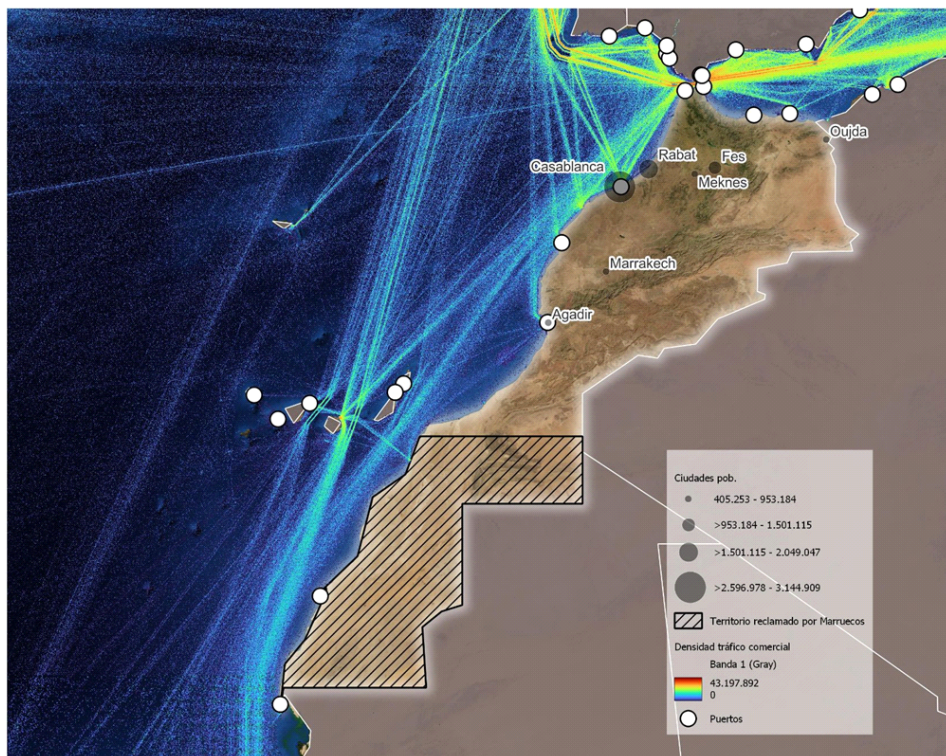 Oujda
Rabat
Fes
Casablanca
Meknes
Marrakech
Agadir
Ciudades pob.
405.253 - 953.184
>953.184 - 1.501.115
>1.501.115 - 2.049.047
>2.596.978 - 3.144.909
Territorio reclamado por Marruecos
Densidad tráfico comercial
Banda 1 (Gray)
43.197.892
0
Puertos